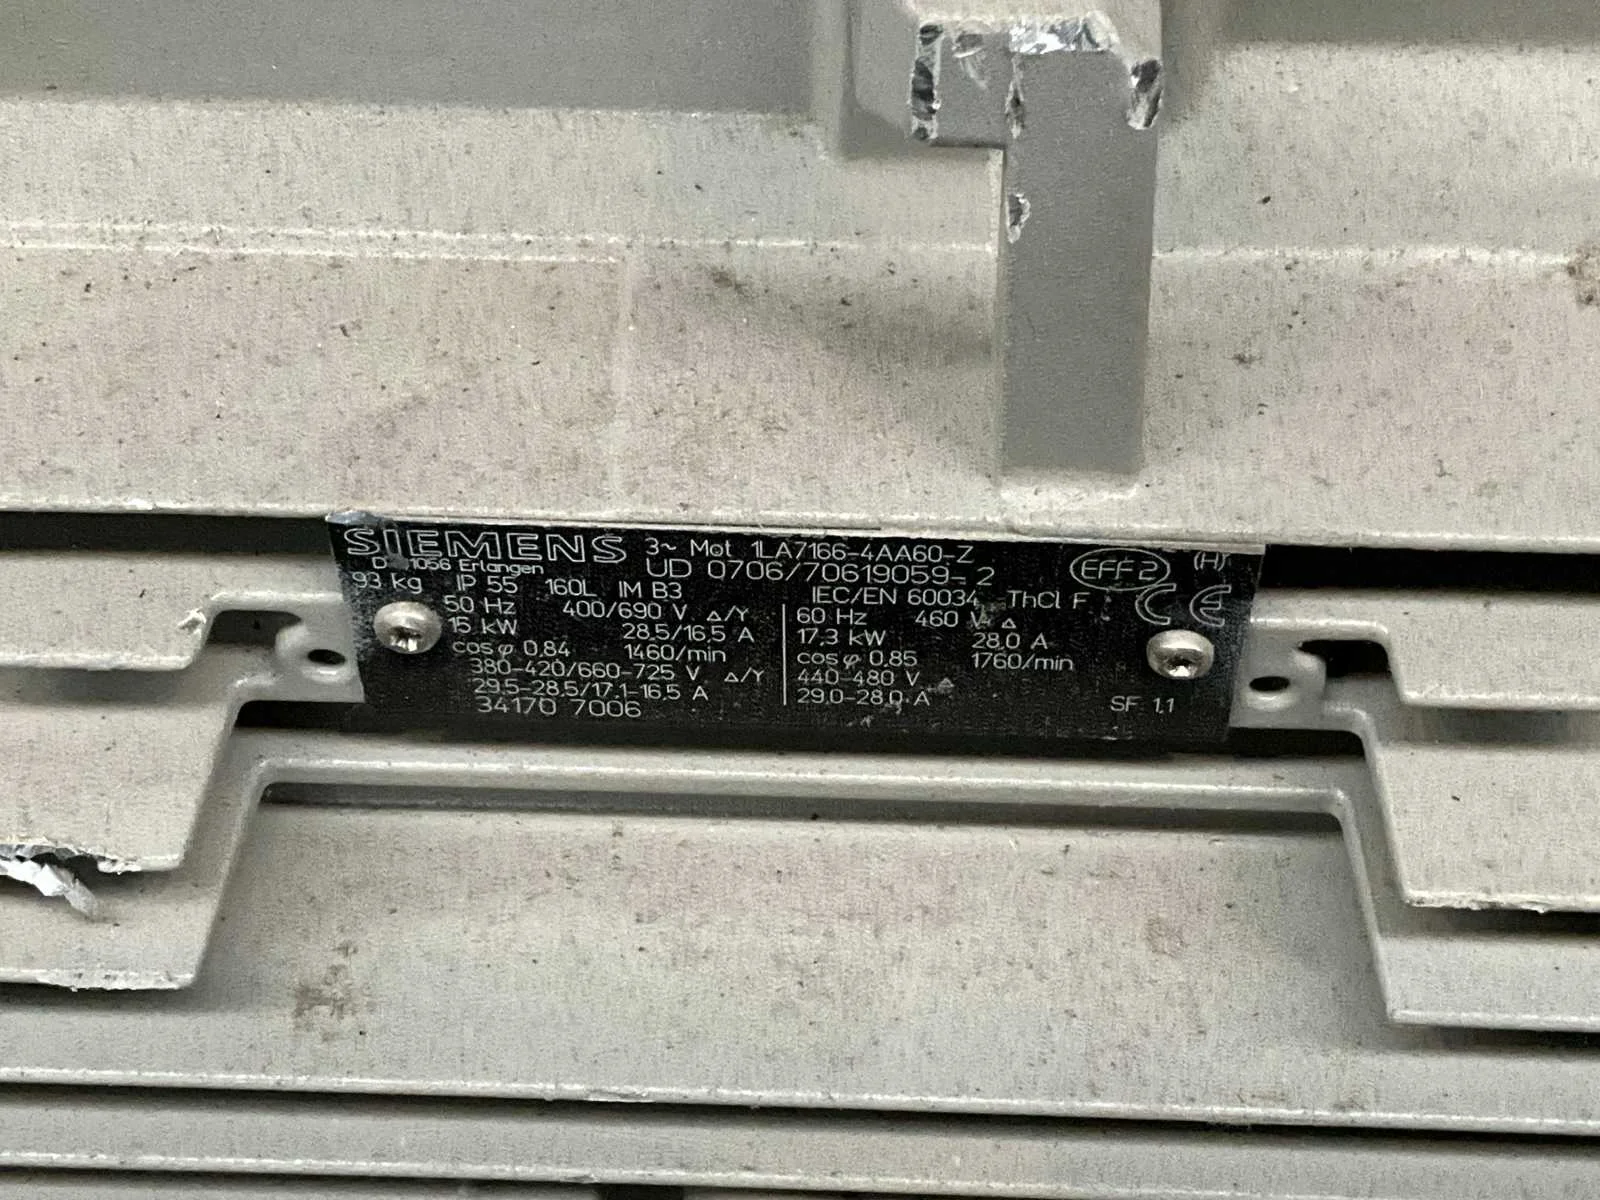 SIEMENS 3~ Mot. 1LA7166-4AA60-Z EFF2 (H)
D 1056 Erlangen UD 0706/70619059-2
93 kg IP 55 160L IM B3 IEC/EN 60034 ThCl F CE
50 Hz 400/690 V △/Y 60 Hz 460 V △
15 kW 28.5/16.5 A 17.3 kW 28.0 A
cosφ 0.84 1460/min cosφ 0.85 1760/min
380-420/660-725 V △/Y 440-480 V △
29.5-28.5/17.1-16.5 A 29.0-28.0 A SF 1.1
34170 7006